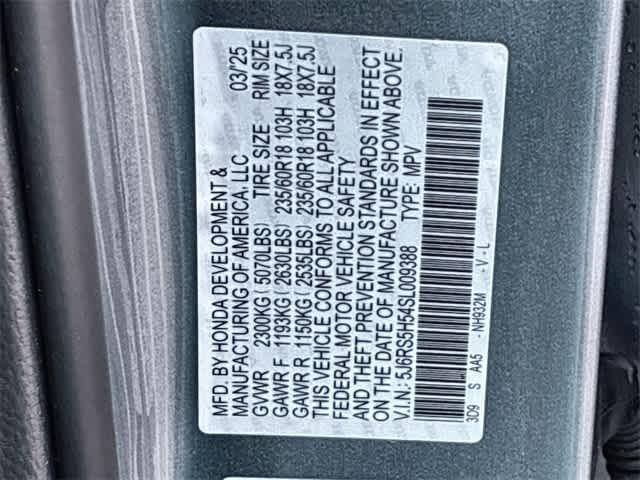 MFD. BY HONDA DEVELOPMENT &
MANUFACTURING OF AMERICA, LLC 03/'25
GVWR 2300KG ( 5070LBS) TIRE SIZE RIM SIZE
GAWR F 1193KG ( 2630LBS) 235/60R18 103H 18X7.5J
GAWR R 1150KG ( 2535LBS) 235/60R18 103H 18X7.5J
THIS VEHICLE CONFORMS TO ALL APPLICABLE
FEDERAL MOTOR VEHICLE SAFETY
AND THEFT PREVENTION STANDARDS IN EFFECT
ON THE DATE OF MANUFACTURE SHOWN ABOVE.
V.I.N.: 5J6RS5H54SL009388 TYPE: MPV
3D9 S AA5 - NH932M - V - L